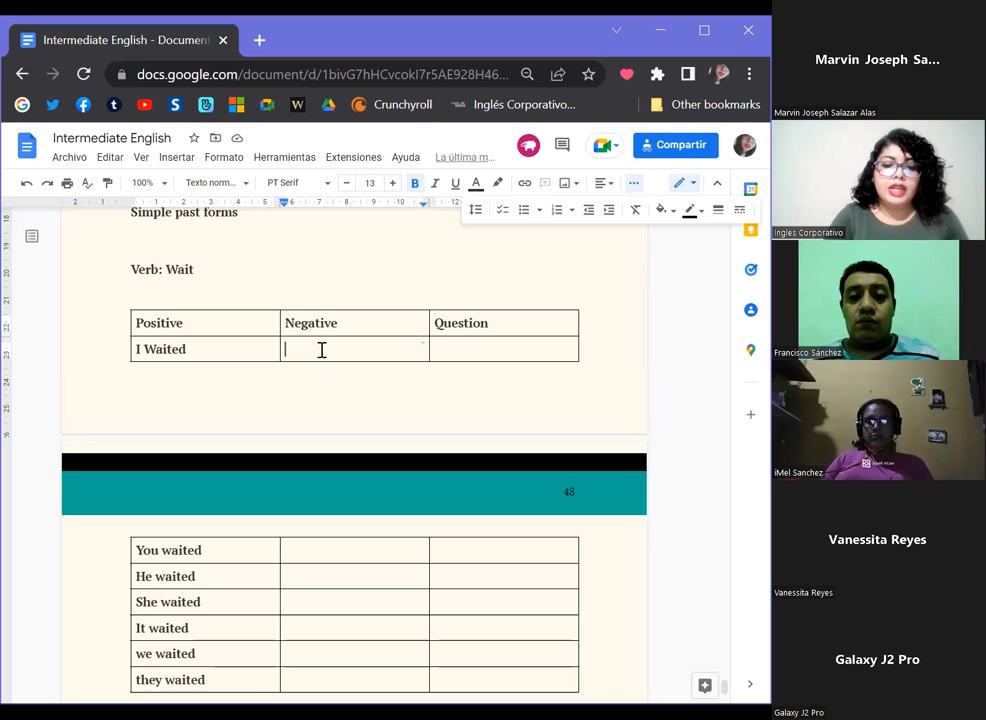 Intermediate English - Document
docs.google.com/document/d/1bivG7hHCvcokI7r5AE928H46...
Crunchyroll
Inglés Corporativo...
Other bookmarks
Intermediate English
Archivo Editar Ver Insertar Formato Herramientas Extensiones Ayuda La última m...
Compartir
100% Texto norm... PT Serif 13
Simple past forms
Verb: Wait
Positive Negative Question
I Waited
48
You waited
He waited
She waited
It waited
we waited
they waited
Marvin Joseph Sa...
Marvin Joseph Salazar Alas
Ingles Corporativo
Francisco Sánchez
iMel Sanchez
Vanessita Reyes
Vanessita Reyes
Galaxy J2 Pro
Galaxy J2 Pro